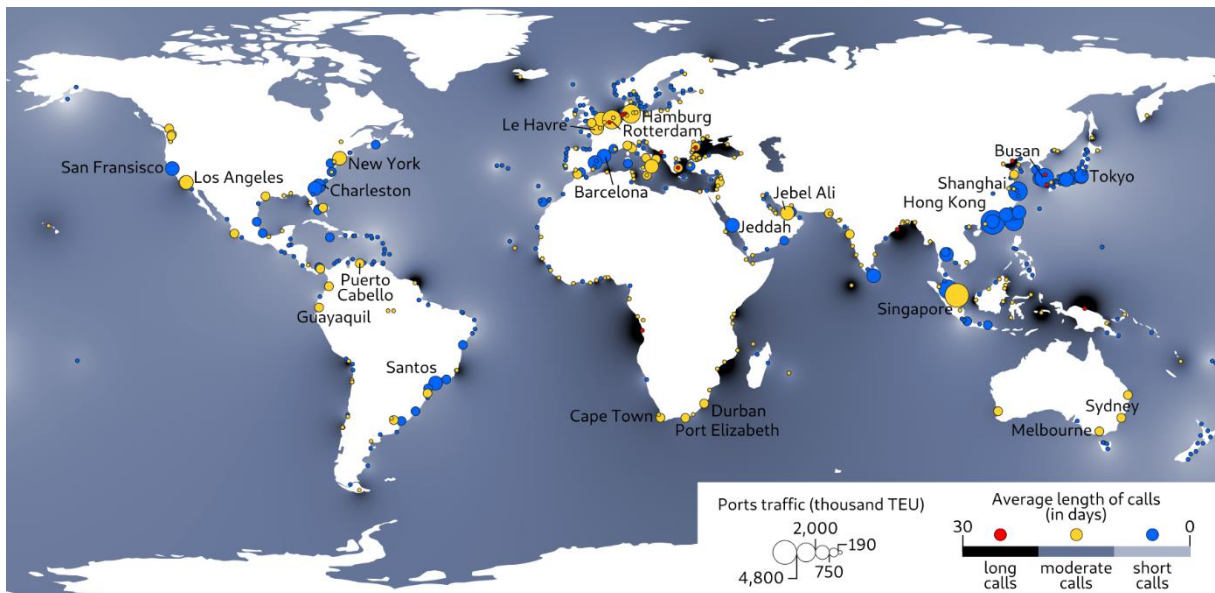 Le Havre
Hamburg
Rotterdam
San Fransisco
New York
Los Angeles
Charleston
Barcelona
Jebel Ali
Jeddah
Busan
Shanghai
Tokyo
Hong Kong
Puerto
Cabello
Guayaquil
Singapore
Santos
Cape Town
Durban
Port Elizabeth
Sydney
Melbourne
Ports traffic (thousand TEU)
2,000
190
4,800
750
Average length of calls
(in days)
30
0
long
calls
moderate
calls
short
calls